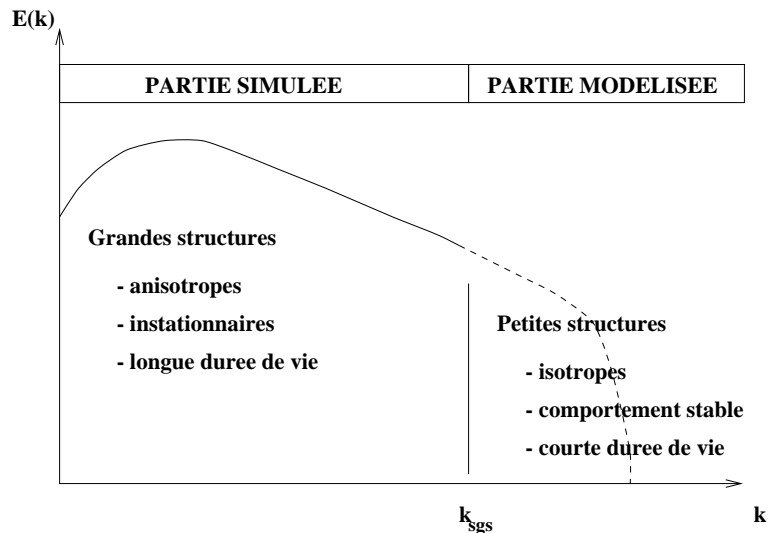 E(k)
PARTIE SIMULEE
PARTIE MODELISEE
Grandes structures
- anisotropes
- instationnaires
- longue duree de vie
Petites structures
- isotropes
- comportement stable
- courte duree de vie
k_sgs
k